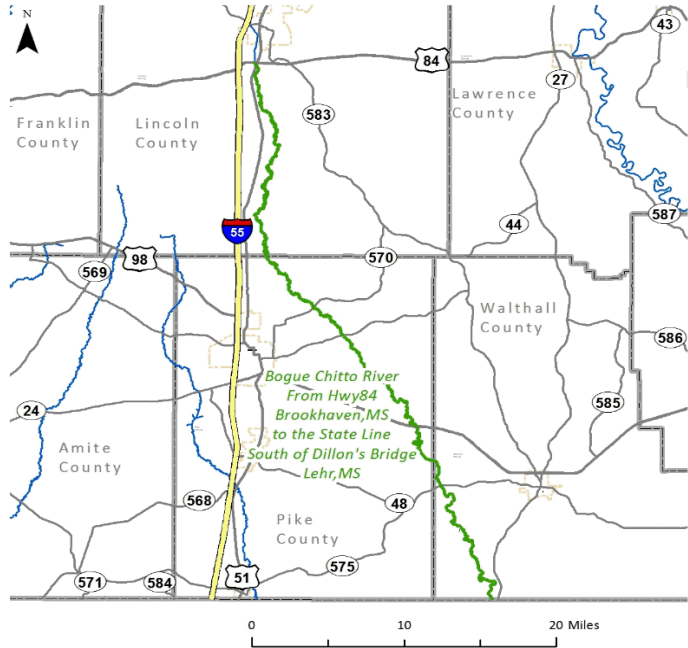 N
43
84
27
Lawrence
County
583
Franklin
County
Lincoln
County
587
44
55
98
570
569
Walthall
County
586
Bogue Chitto River
From Hwy84
Brookhaven,MS
to the State Line
South of Dillon's Bridge
Lehr,MS
585
24
Amite
County
568
48
Pike
County
575
571
584
51
0 10 20 Miles